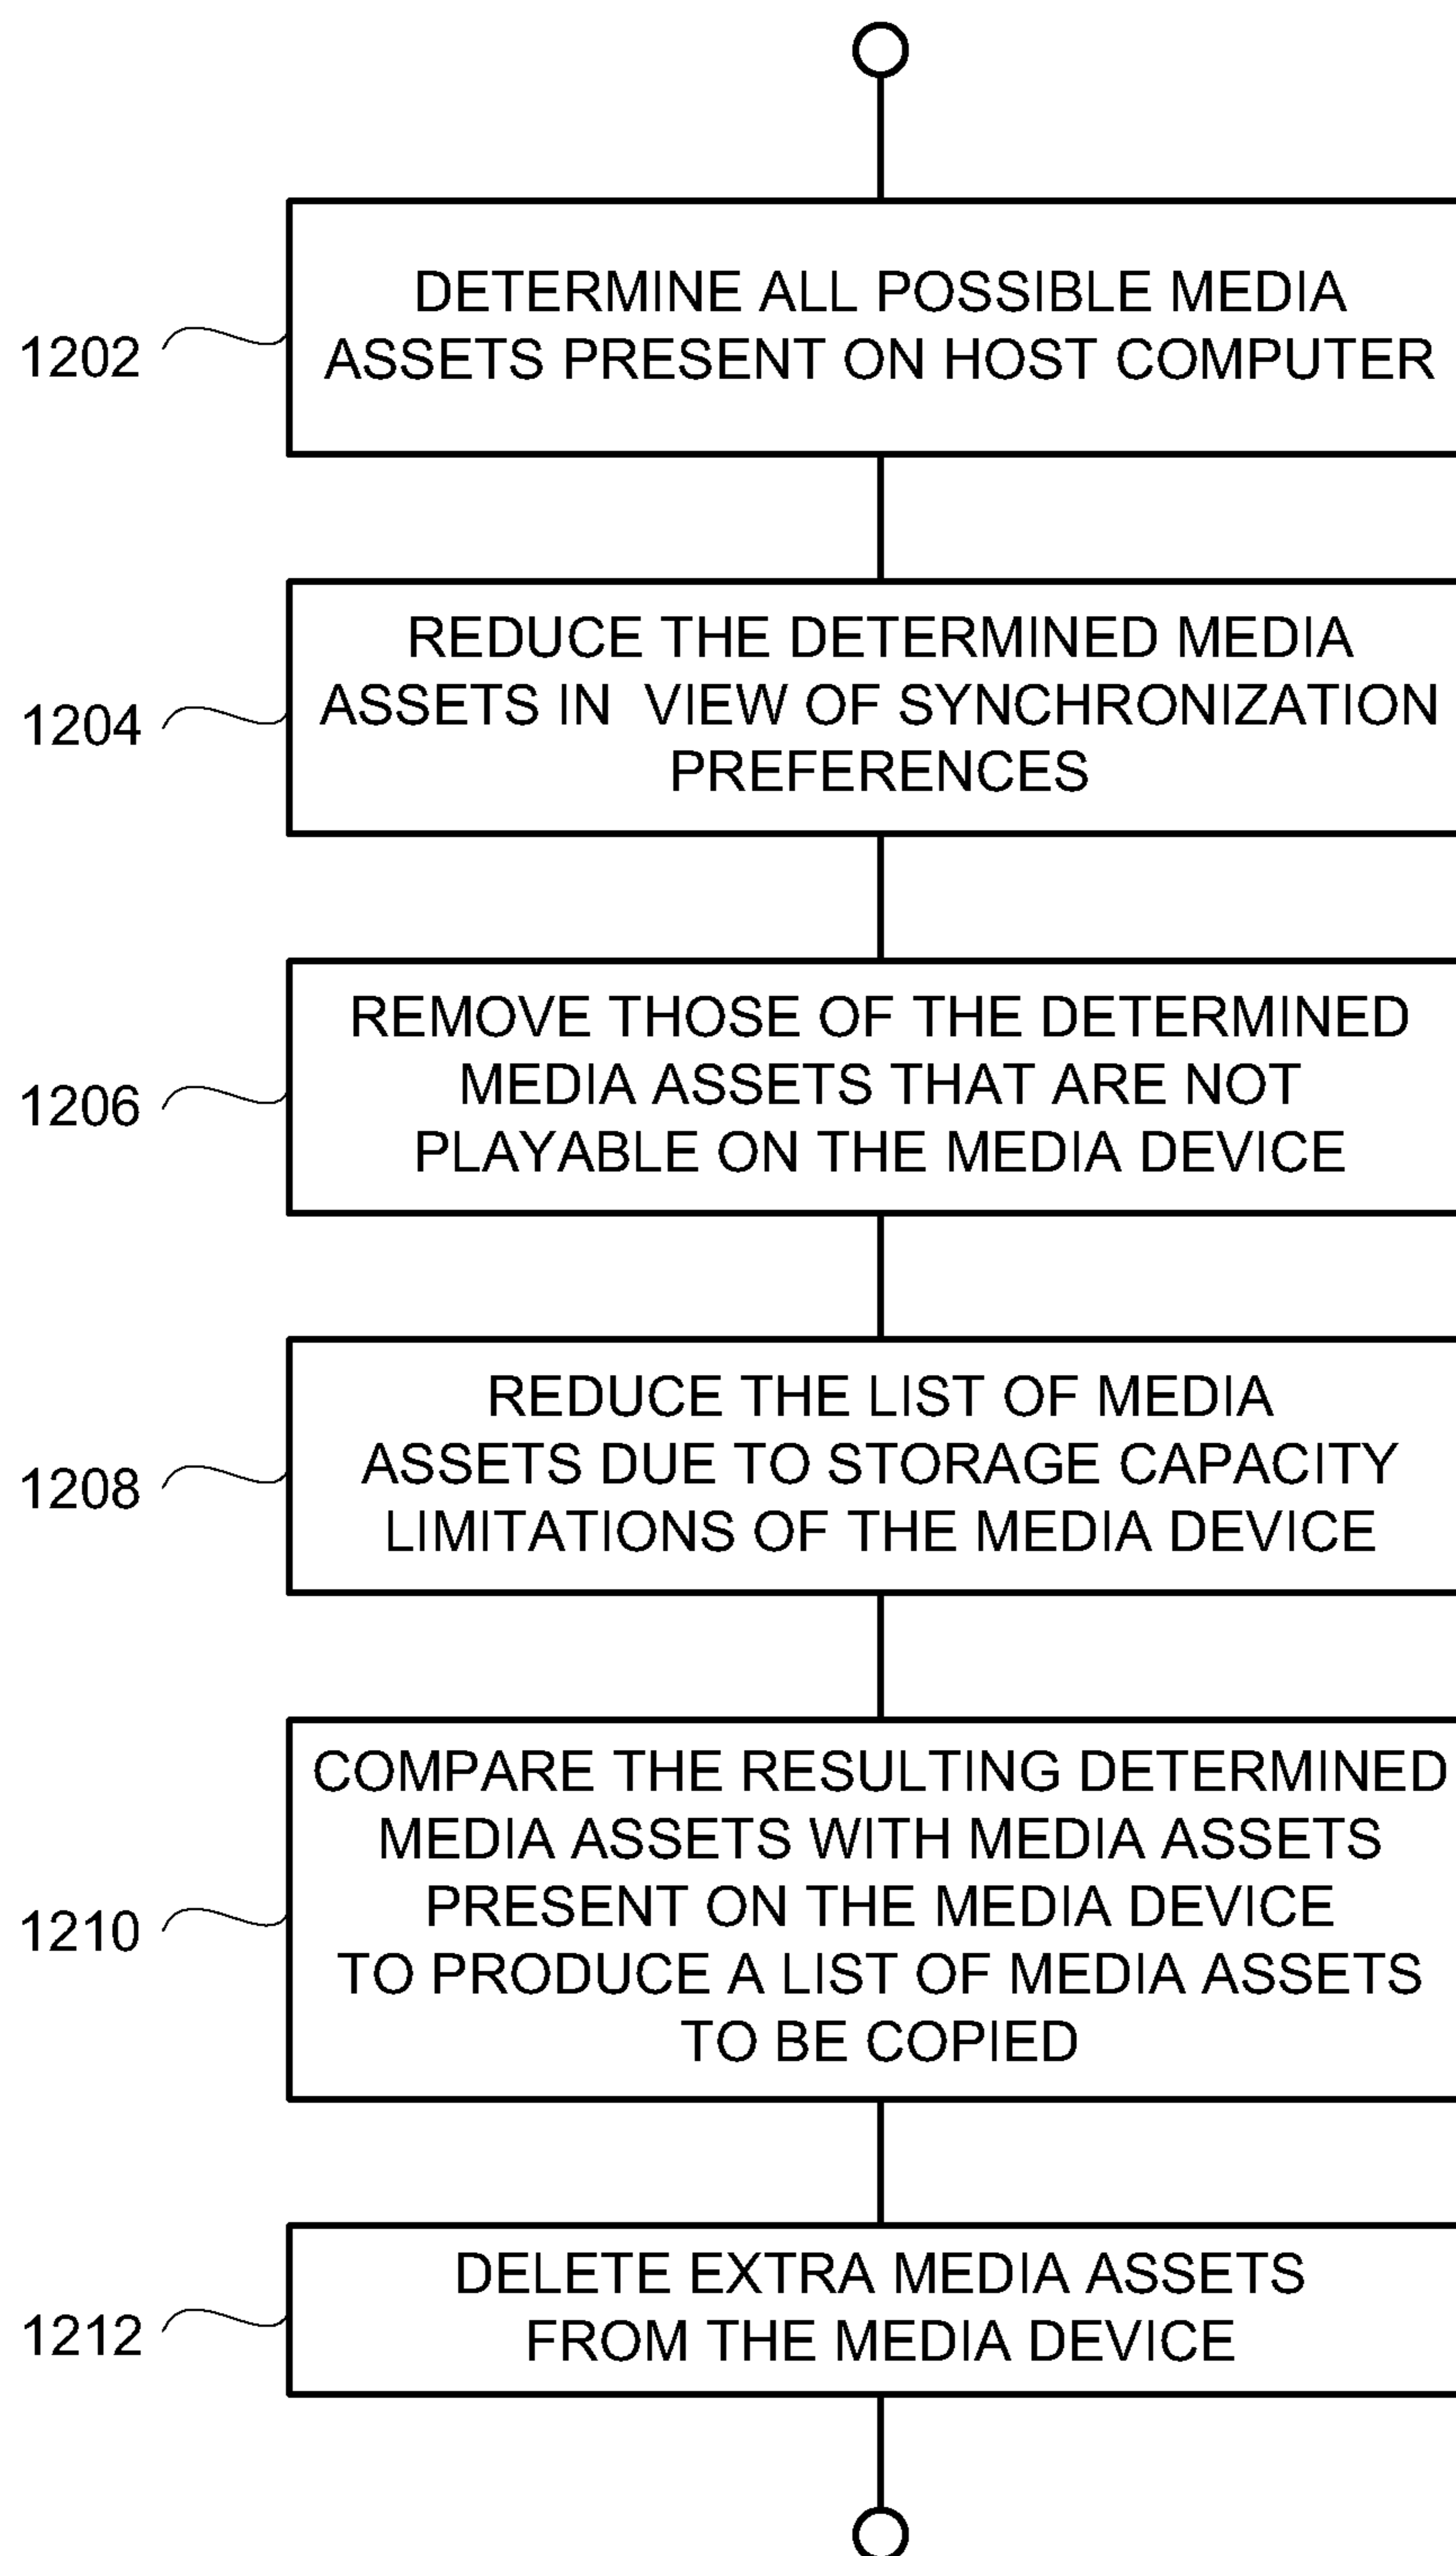 DETERMINE ALL POSSIBLE MEDIA
ASSETS PRESENT ON HOST COMPUTER
1202
REDUCE THE DETERMINED MEDIA
ASSETS IN VIEW OF SYNCHRONIZATION
PREFERENCES
1204
REMOVE THOSE OF THE DETERMINED
MEDIA ASSETS THAT ARE NOT
PLAYABLE ON THE MEDIA DEVICE
1206
REDUCE THE LIST OF MEDIA
ASSETS DUE TO STORAGE CAPACITY
LIMITATIONS OF THE MEDIA DEVICE
1208
COMPARE THE RESULTING DETERMINED
MEDIA ASSETS WITH MEDIA ASSETS
PRESENT ON THE MEDIA DEVICE
TO PRODUCE A LIST OF MEDIA ASSETS
TO BE COPIED
1210
DELETE EXTRA MEDIA ASSETS
FROM THE MEDIA DEVICE
1212